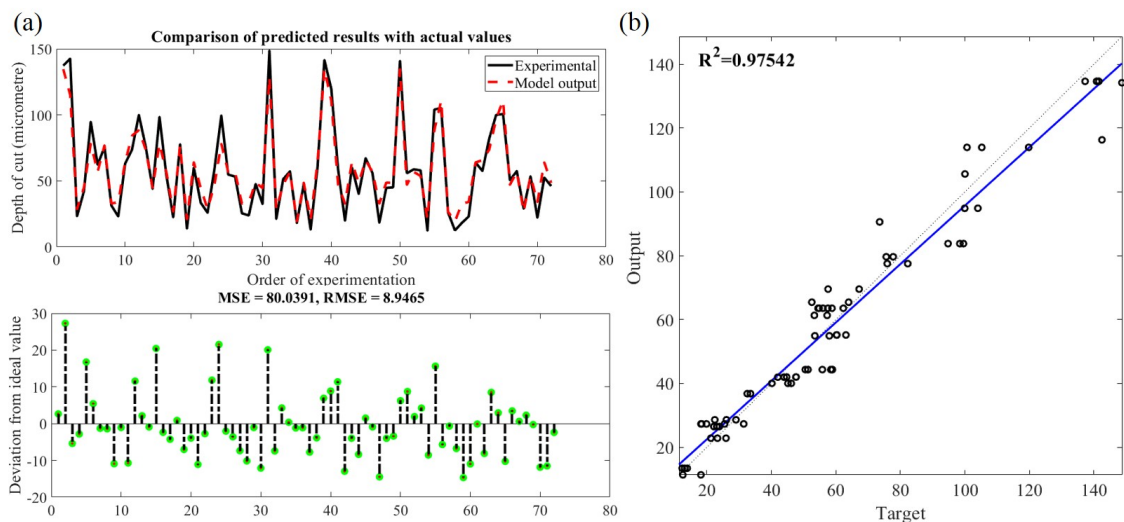 (a)
Comparison of predicted results with actual values
Experimental
Model output
Depth of cut (micrometre)
150
100
50
0
0 10 20 30 40 50 60 70 80
Order of experimentation
MSE = 80.0391, RMSE = 8.9465
Deviation from ideal value
30
20
10
0
-10
-20
0 10 20 30 40 50 60 70 80
(b)
R²=0.97542
Output
140
120
100
80
60
40
20
20 40 60 80 100 120 140
Target